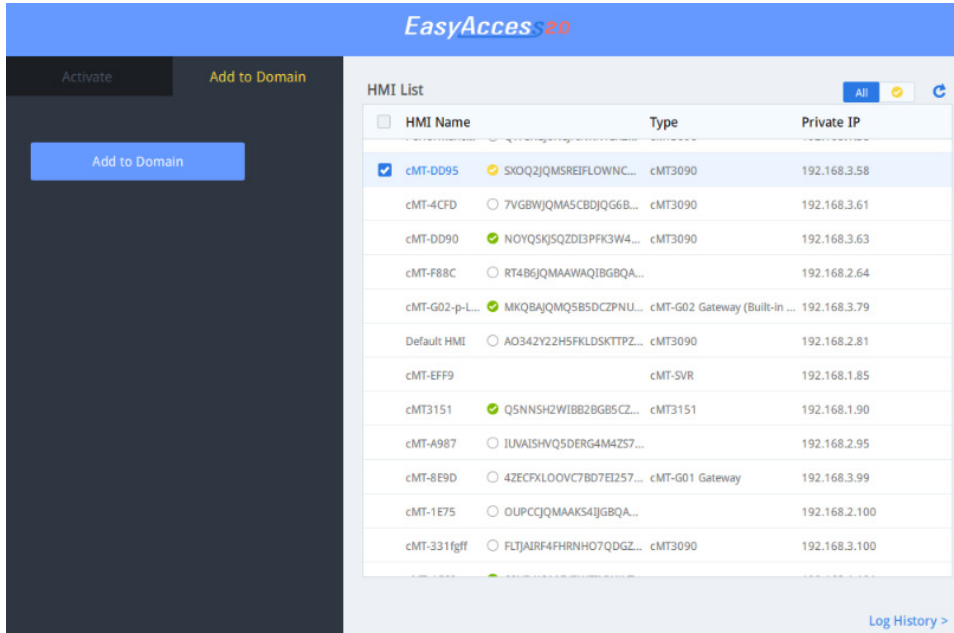 EasyAccess2.0
Activate
Add to Domain
HMI List
All
HMI Name Type Private IP
Add to Domain
cMT-DD95 SXOQ2JQMSREIFLOWNC... cMT3090 192.168.3.58
cMT-4CFD 7VGBWJQMA5CBDJQG6B... cMT3090 192.168.3.61
cMT-DD90 NOYQSKJSQZDI3PFK3W4... cMT3090 192.168.3.63
cMT-F88C RT4B6JQMAAWAQIBGBQA... 192.168.2.64
cMT-G02-p-L... MKQBAJQMQ5B5DCZPNU... cMT-G02 Gateway (Built-in ... 192.168.3.79
Default HMI AO342Y22H5FKLDSKTTPZ... cMT3090 192.168.2.81
cMT-EFF9 cMT-SVR 192.168.1.85
cMT3151 Q5NNSH2WIBB2BGB5CZ... cMT3151 192.168.1.90
cMT-A987 IUVAISHVQ5DERG4M4ZS7... 192.168.2.95
cMT-8E9D 4ZECFXLOOVC7BD7EI257... cMT-G01 Gateway 192.168.3.99
cMT-1E75 OUPCCJQMAAKS4IJGBQA... 192.168.2.100
cMT-331fgff FLTJAIRF4FHRNHO7QDGZ... cMT3090 192.168.3.100
Log History >